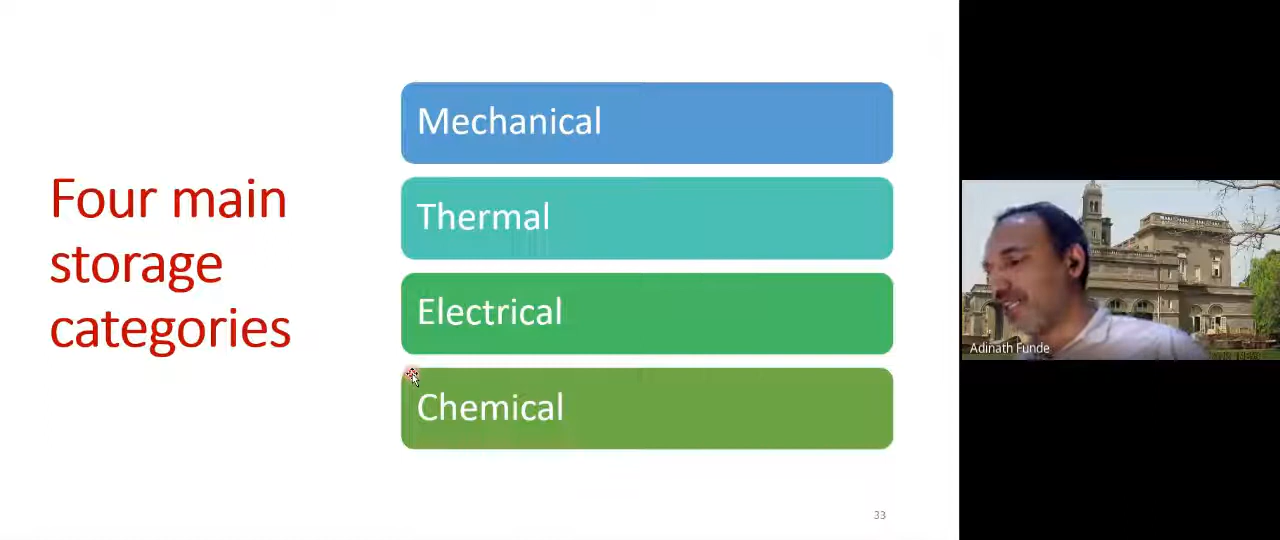 Four main
storage
categories
Mechanical
Thermal
Electrical
Chemical
33
Adinath Funde